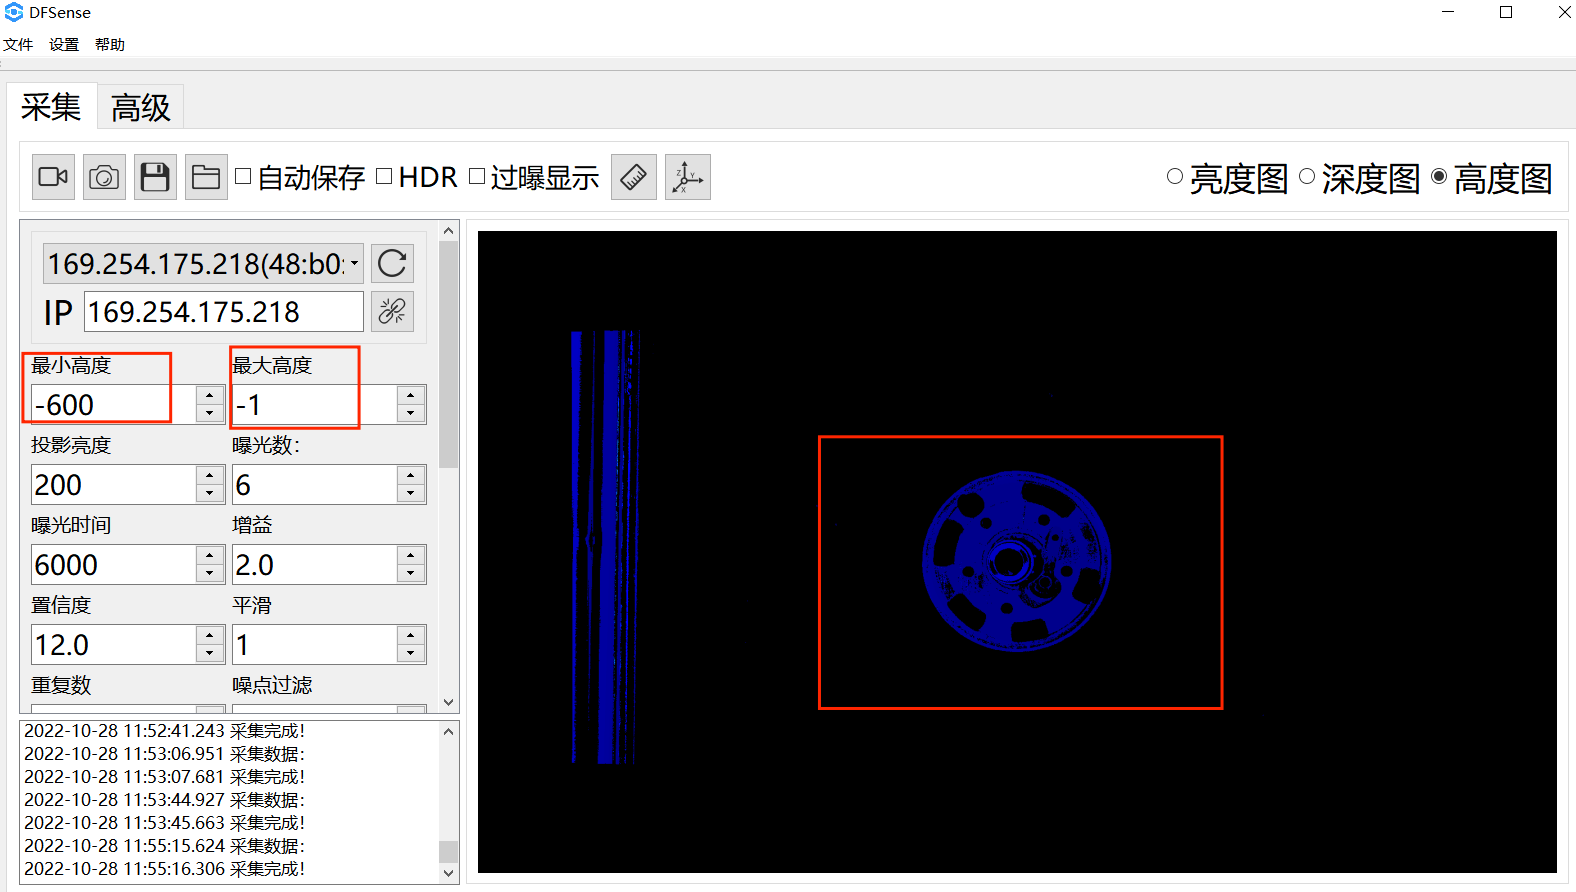 DFSense
文件 设置 帮助
采集 高级
自动保存 HDR 过曝显示 亮度图 深度图 高度图
169.254.175.218(48:b0:
IP 169.254.175.218
最小高度 最大高度
-600 -1
投影亮度 曝光数:
200 6
曝光时间 增益
6000 2.0
置信度 平滑
12.0 1
重复数 噪点过滤
2022-10-28 11:52:41.243 采集完成!
2022-10-28 11:53:06.951 采集数据:
2022-10-28 11:53:07.681 采集完成!
2022-10-28 11:53:44.927 采集数据:
2022-10-28 11:53:45.663 采集完成!
2022-10-28 11:55:15.624 采集数据:
2022-10-28 11:55:16.306 采集完成!